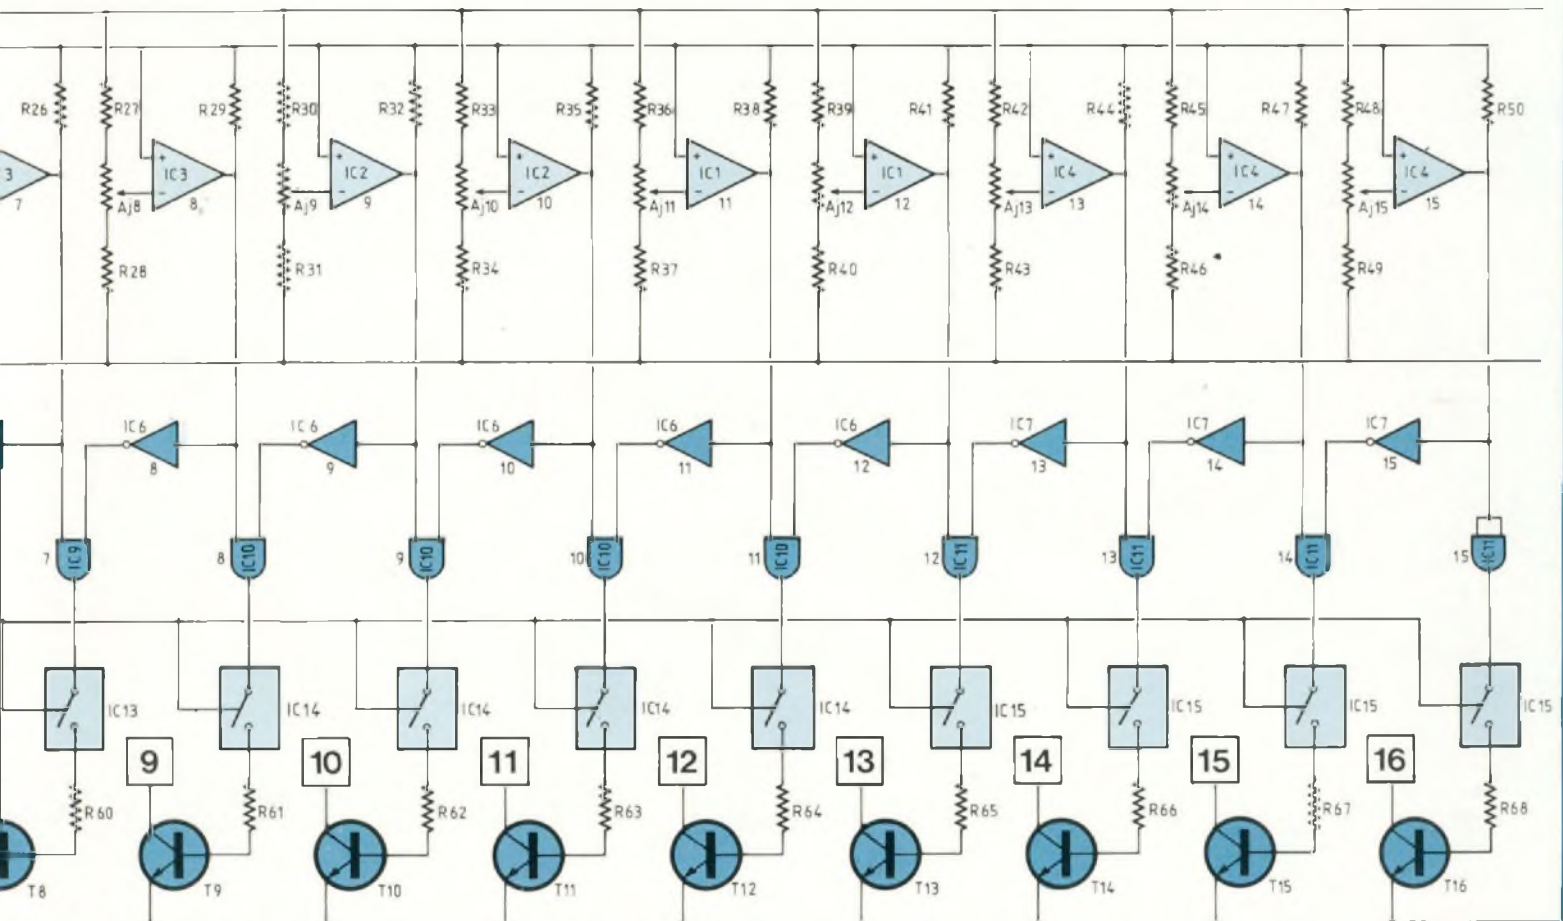 R26 R27 R29 R30 R32 R33 R35 R36 R38 R39 R41 R42 R44 R45 R47 R48 R50
3 + IC3 - + IC2 - + IC2 - + IC1 - + IC1 - + IC4 - + IC4 - + IC4 -
7 Aj8 8 Aj9 9 Aj10 10 Aj11 11 Aj12 12 Aj13 13 Aj14 14 Aj15 15
R28 R31 R34 R37 R40 R43 R46 R49
IC6 IC6 IC6 IC6 IC6 IC7 IC7 IC7
8 9 10 11 12 13 14 15
7 IC9 8 IC10 9 IC10 10 IC10 11 IC10 12 IC11 13 IC11 14 IC11 15 IC11
IC13 IC14 IC14 IC14 IC14 IC15 IC15 IC15 IC15
9 10 11 12 13 14 15 16
R60 R61 R62 R63 R64 R65 R66 R67 R68
T8 T9 T10 T11 T12 T13 T14 T15 T16